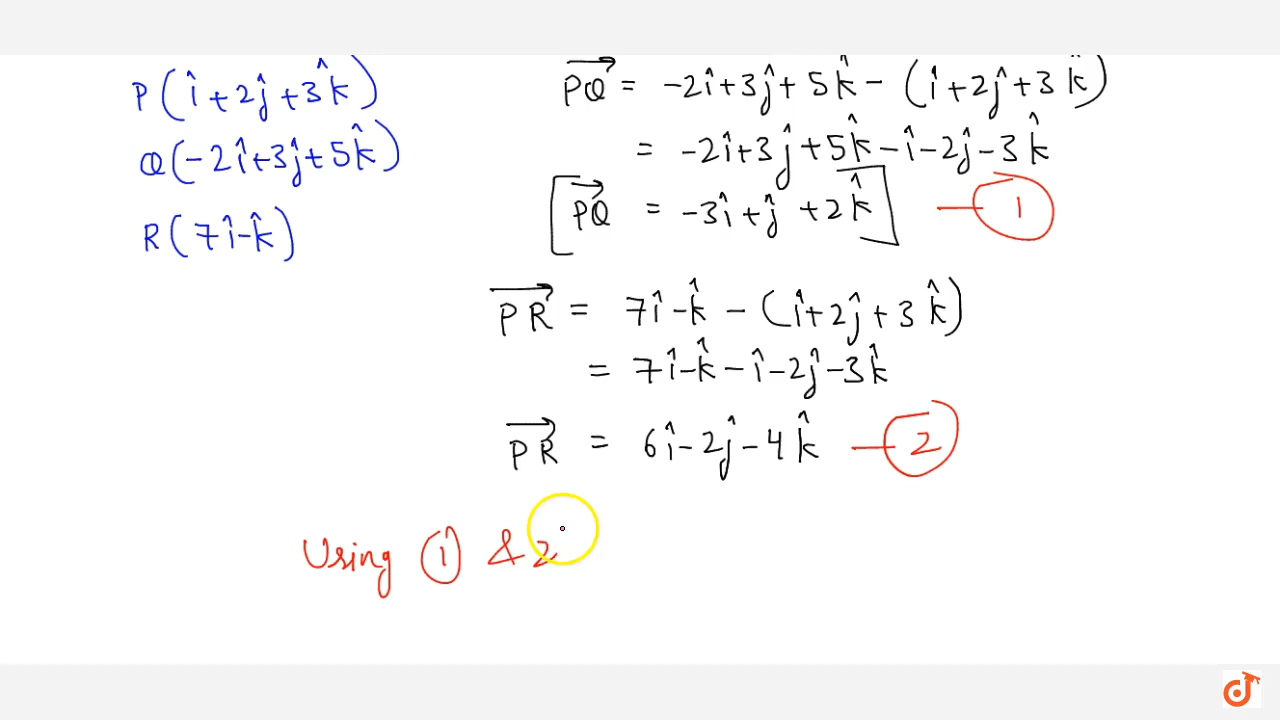 P(î+2ĵ+3k̂)
Q(-2î+3ĵ+5k̂)
R(7î-k̂)
PQ⃗ = -2î+3ĵ+5k̂ - (î+2ĵ+3k̂)
= -2î+3ĵ+5k̂-î-2ĵ-3k̂
[PQ⃗ = -3î+ĵ+2k̂] — 1
PR⃗ = 7î-k̂ - (î+2ĵ+3k̂)
= 7î-k̂-î-2ĵ-3k̂
PR⃗ = 6î-2ĵ-4k̂ — 2
Using 1 & 2